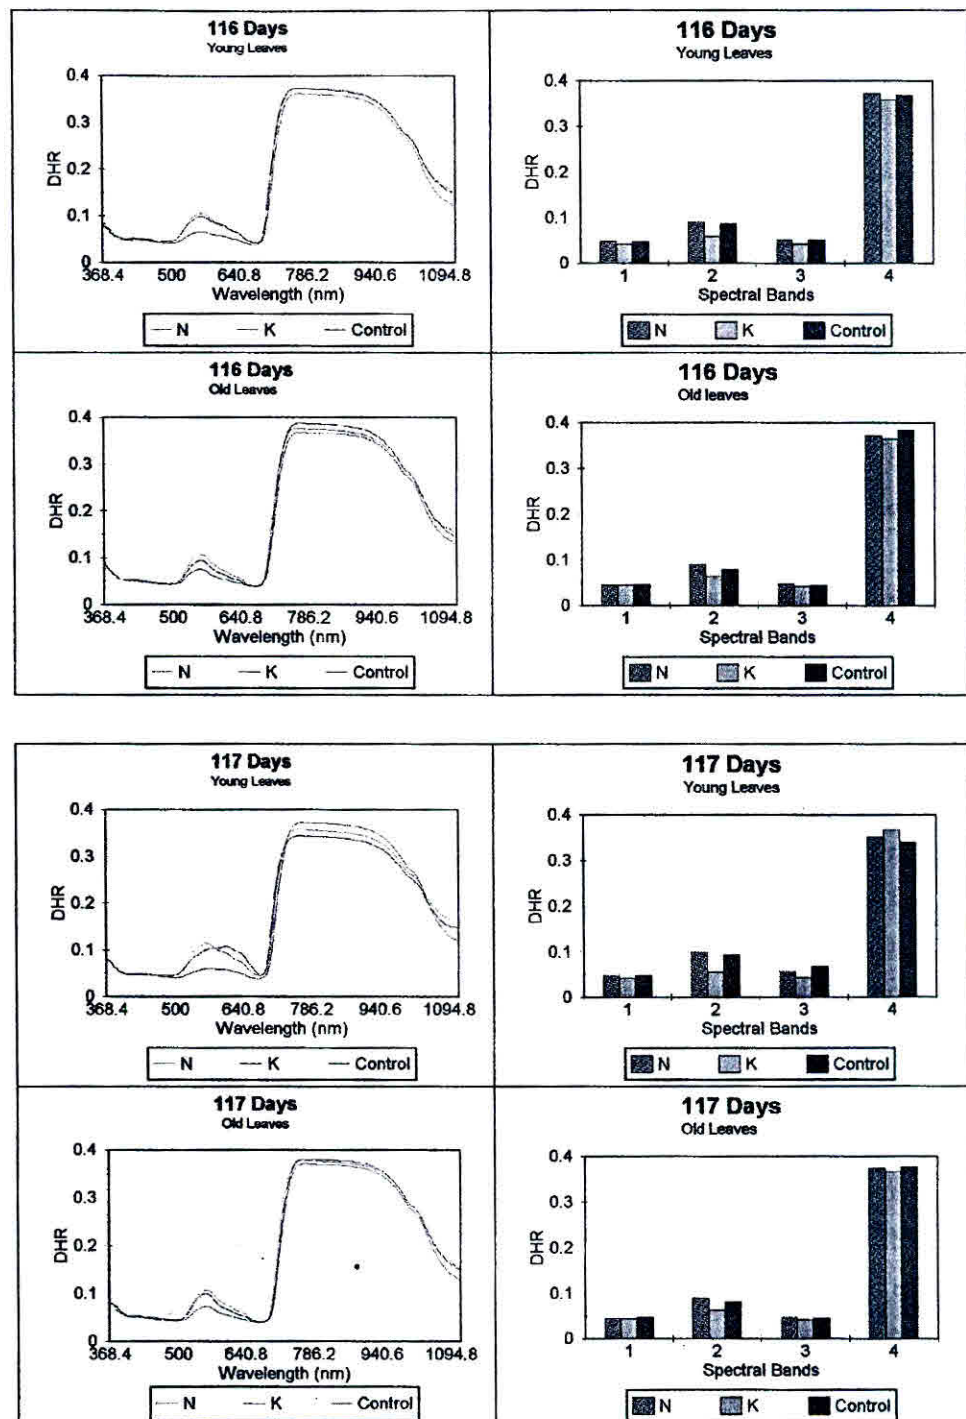 116 Days
Young Leaves
0.4
0.3
0.2
0.1
0
DHR
368.4 500 640.8 786.2 940.6 1094.8
Wavelength (nm)
N K Control
116 Days
Young Leaves
0.4
0.3
0.2
0.1
0
DHR
1 2 3 4
Spectral Bands
N K Control
116 Days
Old Leaves
0.4
0.3
0.2
0.1
0
DHR
368.4 500 640.8 786.2 940.6 1094.8
Wavelength (nm)
N K Control
116 Days
Old leaves
0.4
0.3
0.2
0.1
0
DHR
1 2 3 4
Spectral Bands
N K Control
117 Days
Young Leaves
0.4
0.3
0.2
0.1
0
DHR
368.4 500 640.8 786.2 940.6 1094.8
Wavelength (nm)
N K Control
117 Days
Young Leaves
0.4
0.3
0.2
0.1
0
DHR
1 2 3 4
Spectral Bands
N K Control
117 Days
Old Leaves
0.4
0.3
0.2
0.1
0
DHR
368.4 500 640.8 786.2 940.6 1094.8
Wavelength (nm)
N K Control
117 Days
Old Leaves
0.4
0.3
0.2
0.1
0
DHR
1 2 3 4
Spectral Bands
N K Control